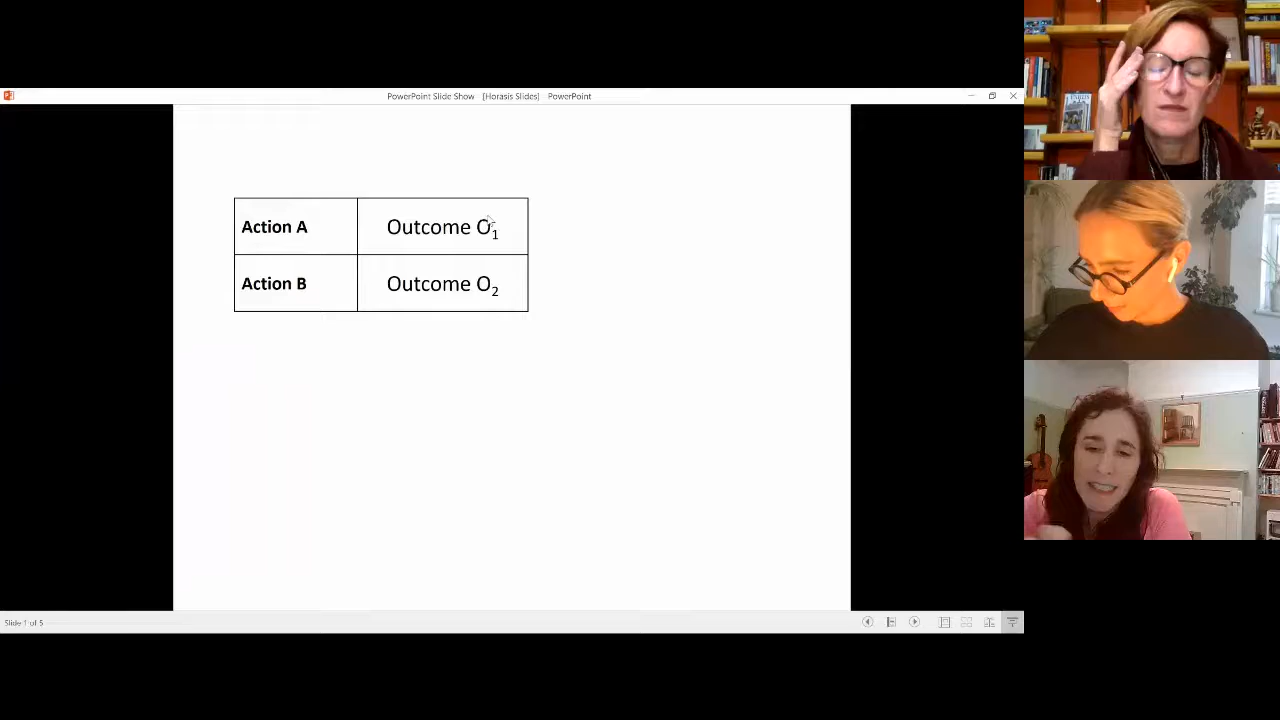 PowerPoint Slide Show - [Horasis Slides] - PowerPoint
Action A Outcome O₁
Action B Outcome O₂
Slide 1 of 5